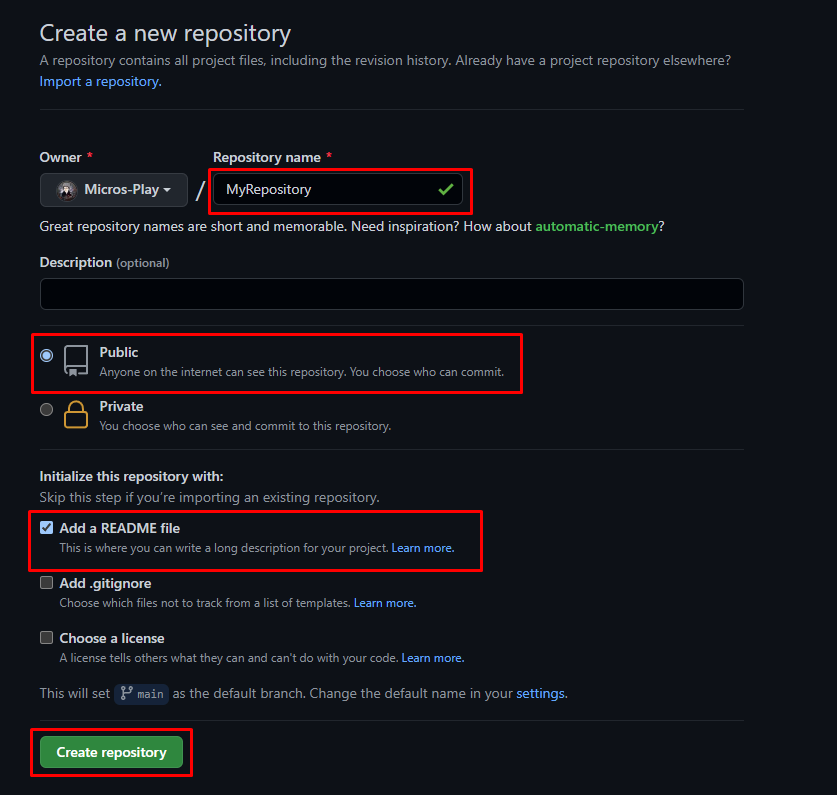 Create a new repository
A repository contains all project files, including the revision history. Already have a project repository elsewhere?
Import a repository.
Owner * Repository name *
Micros-Play / MyRepository
Great repository names are short and memorable. Need inspiration? How about automatic-memory?
Description (optional)
Public
Anyone on the internet can see this repository. You choose who can commit.
Private
You choose who can see and commit to this repository.
Initialize this repository with:
Skip this step if you're importing an existing repository.
Add a README file
This is where you can write a long description for your project. Learn more.
Add .gitignore
Choose which files not to track from a list of templates. Learn more.
Choose a license
A license tells others what they can and can't do with your code. Learn more.
This will set main as the default branch. Change the default name in your settings.
Create repository